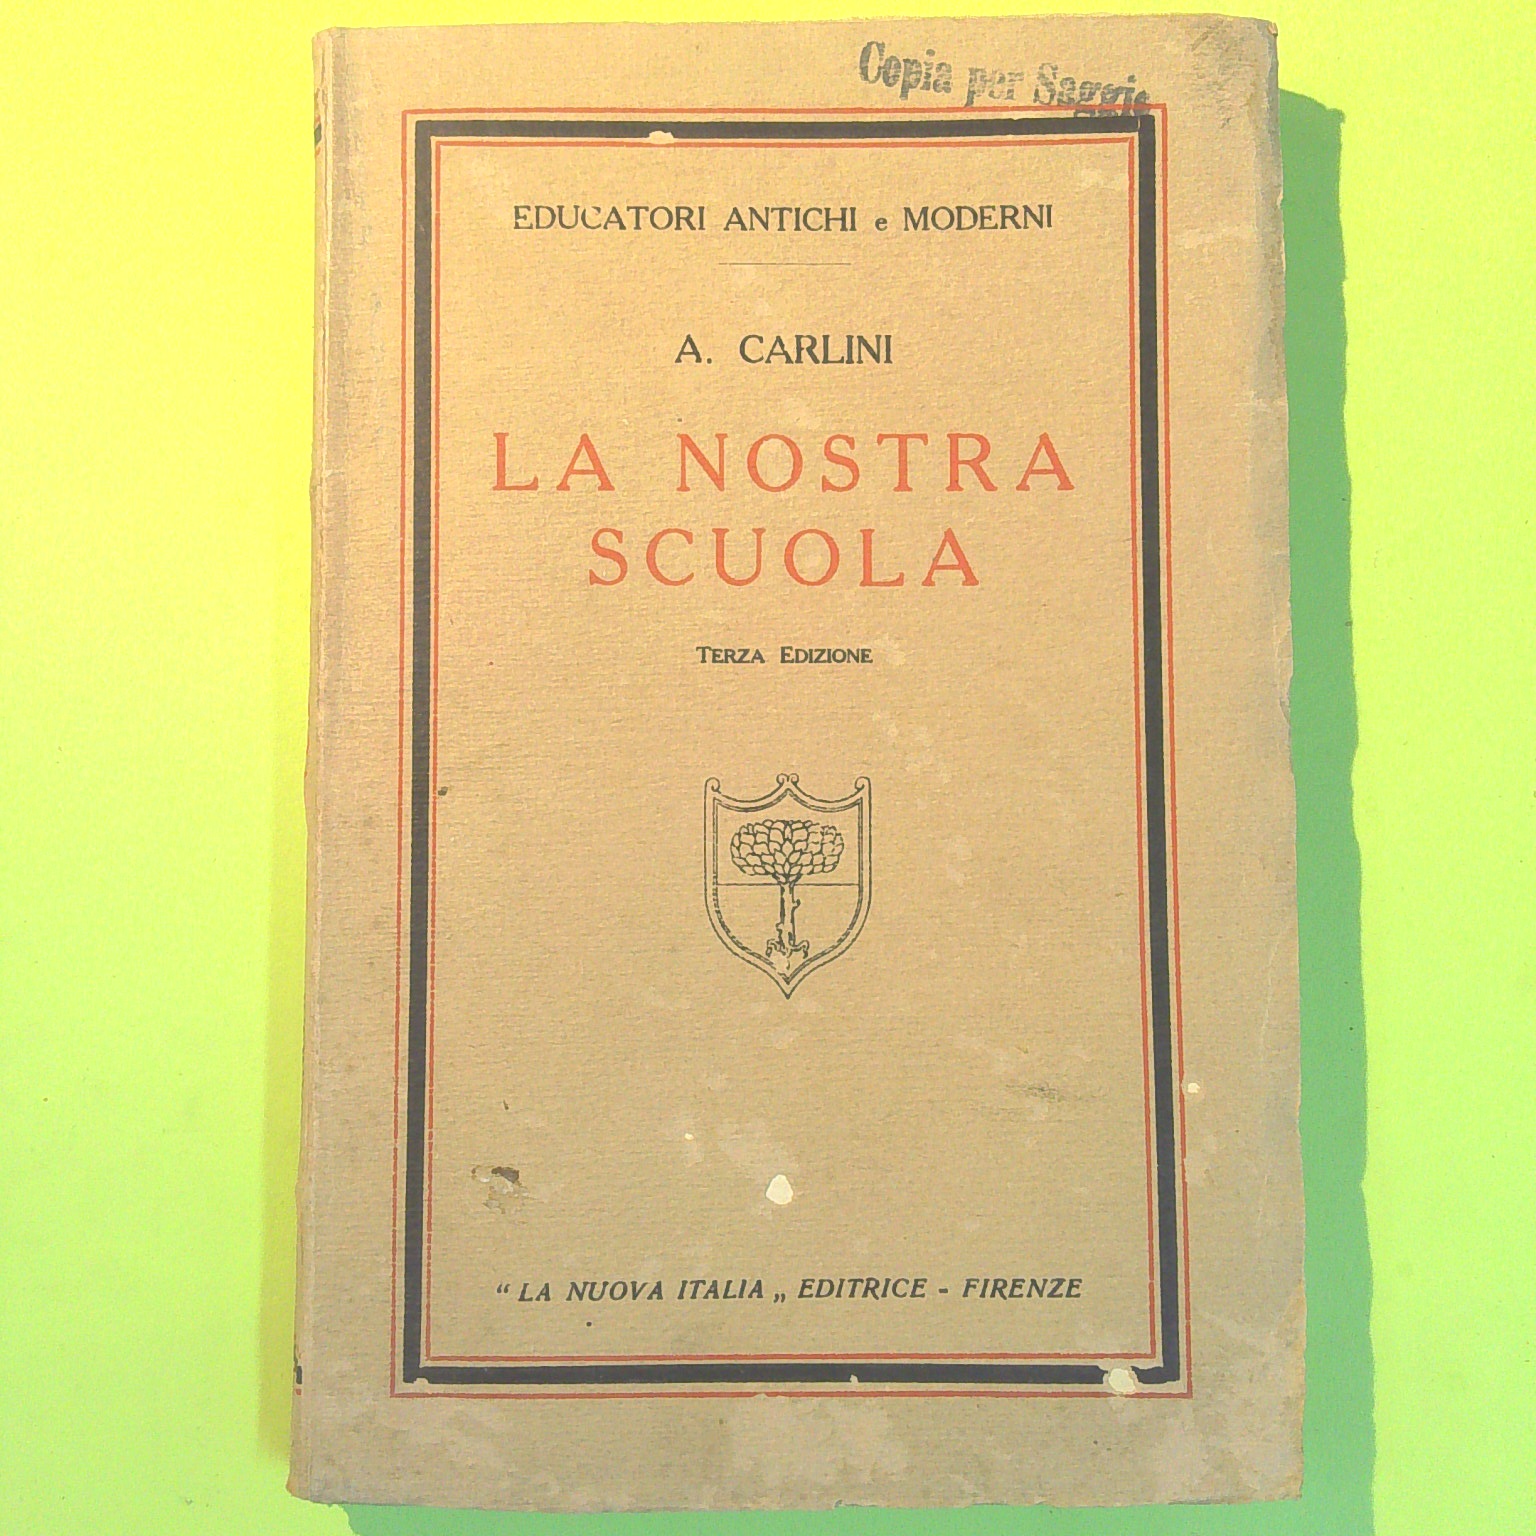 Copia per Saggio
EDUCATORI ANTICHI e MODERNI
A. CARLINI
LA NOSTRA
SCUOLA
TERZA EDIZIONE
“ LA NUOVA ITALIA „ EDITRICE - FIRENZE